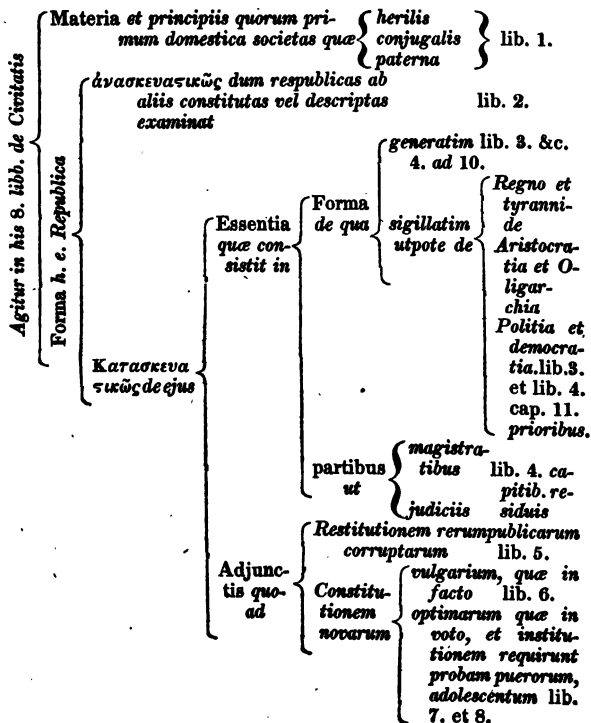 Agitur in his 8. libb. de Civitatis
Materia et principiis quorum pri-
mum domestica societas quæ
herilis
conjugalis
paterna
lib. 1.
Forma h. e. Republica
ἀνασκευαϛικῶς dum respublicas ab
aliis constitutas vel descriptas
examinat
lib. 2.
Κατασκευα
ϛικῶς de ejus
Essentia
quæ con-
sistit in
Forma
de qua
generatim lib. 3. &c.
4. ad 10.
sigillatim
utpote de
Regno et
tyranni-
de
Aristocra-
tia et O-
ligar-
chia
Politia et
democra-
tia. lib. 3.
et lib. 4.
cap. 11.
prioribus.
partibus
ut
magistra-
tibus
judiciis
lib. 4. ca-
pitib. re-
siduis
Adjunc-
tis quo-
ad
Restitutionem rerumpublicarum
corruptarum lib. 5.
Constitu-
tionem
novarum
vulgarium, quæ in
facto lib. 6.
optimarum quæ in
voto, et institu-
tionem requirunt
probam puerorum,
adolescentum lib.
7. et 8.